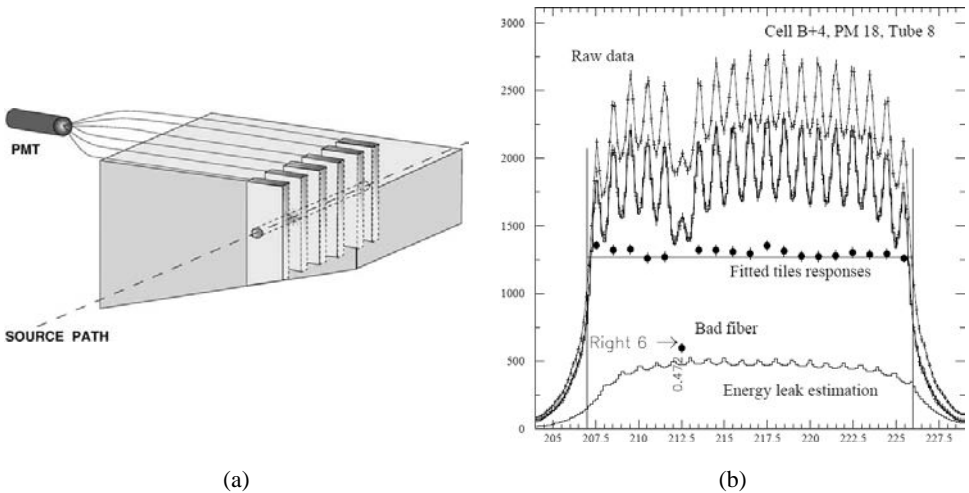 PMT
SOURCE PATH
(a)
Cell B+4, PM 18, Tube 8
Raw data
Fitted tiles responses
Bad fiber
Right 6
0.472
Energy leak estimation
3000
2500
2000
1500
1250
1000
500
0
205 207.5 210 212.5 215 217.5 220 222.5 225 227.5
(b)